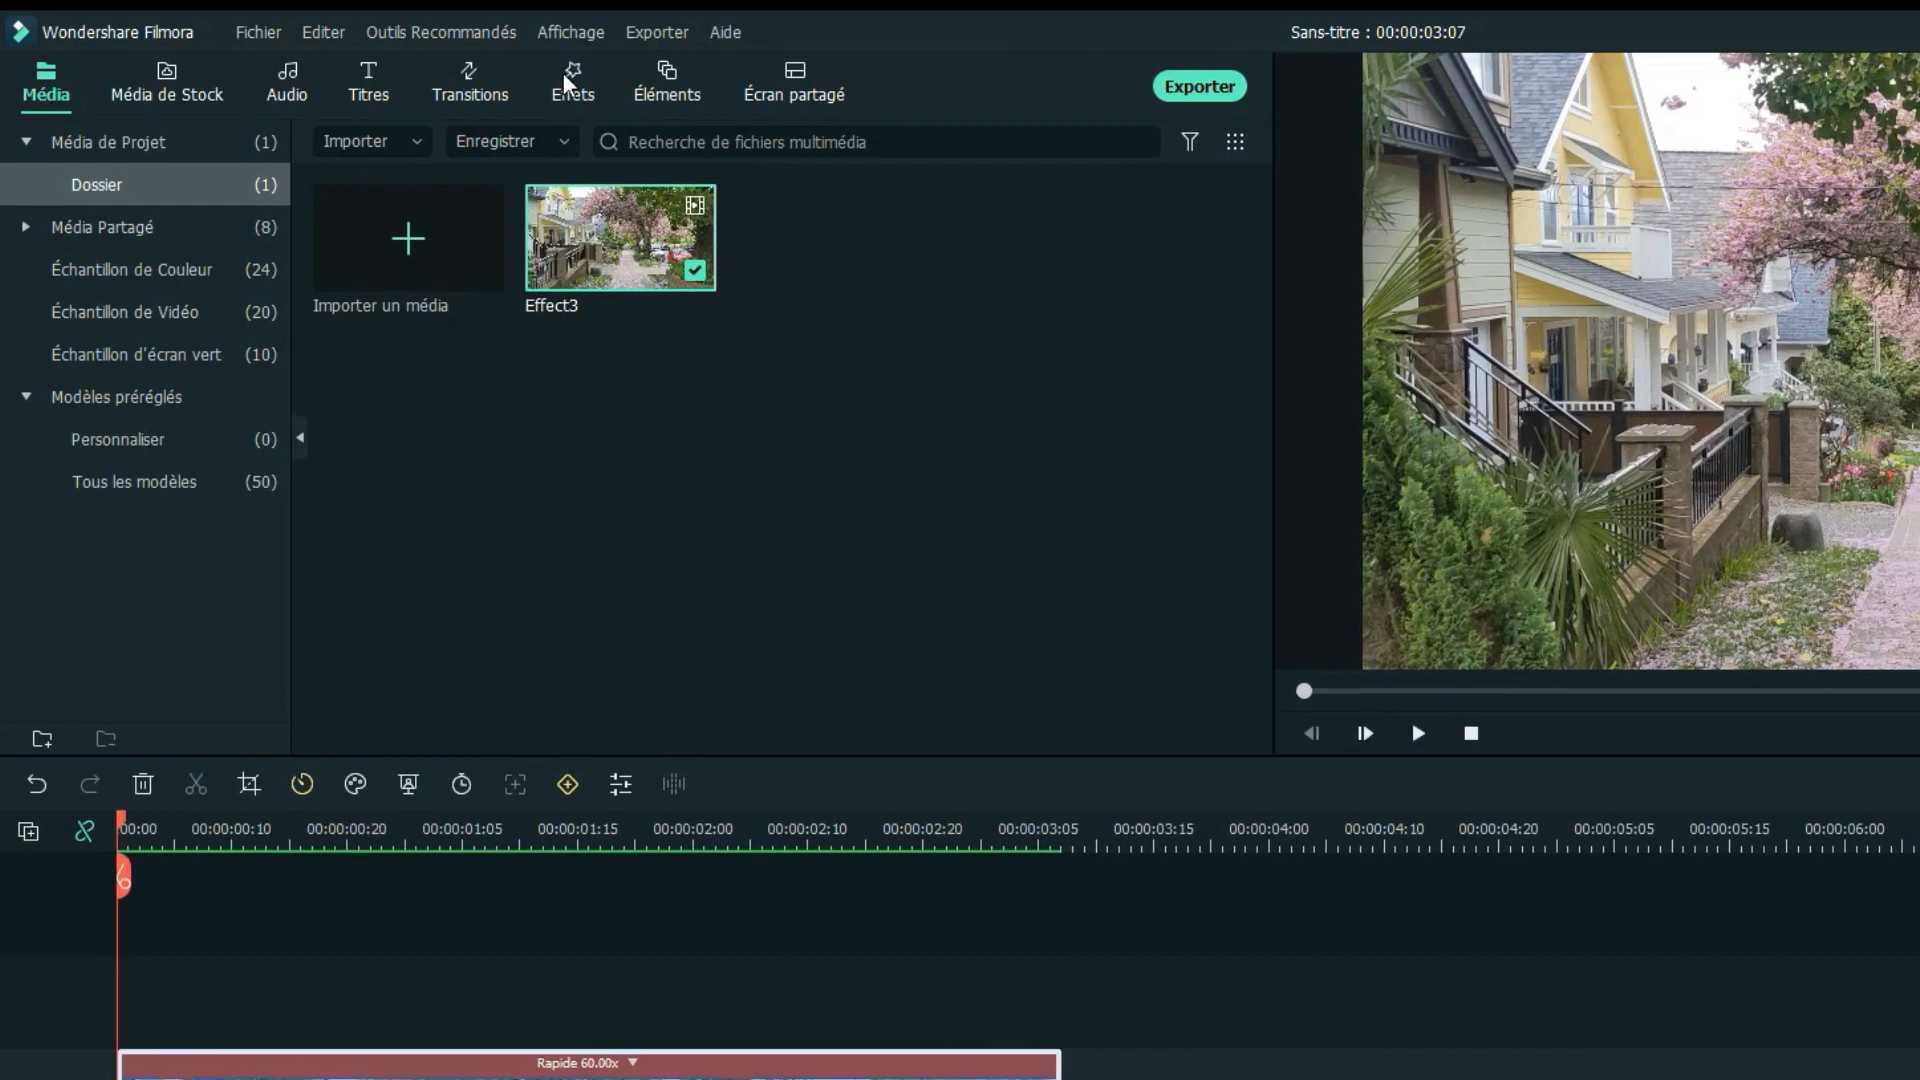 Wondershare Filmora
Fichier
Editer
Outils Recommandés
Affichage
Exporter
Aide
Sans-titre : 00:00:03:07
Média
Média de Stock
Audio
Titres
Transitions
Effets
Éléments
Écran partagé
Exporter
Média de Projet (1)
Dossier (1)
Média Partagé (8)
Échantillon de Couleur (24)
Échantillon de Vidéo (20)
Échantillon d'écran vert (10)
Modèles préréglés
Personnaliser (0)
Tous les modèles (50)
Importer
Enregistrer
Recherche de fichiers multimédia
Importer un média
Effect3
00:00 00:00:00:10 00:00:00:20 00:00:01:05 00:00:01:15 00:00:02:00 00:00:02:10 00:00:02:20 00:00:03:05 00:00:03:15 00:00:04:00 00:00:04:10 00:00:04:20 00:00:05:05 00:00:05:15 00:00:06:00
Rapide 60.00x